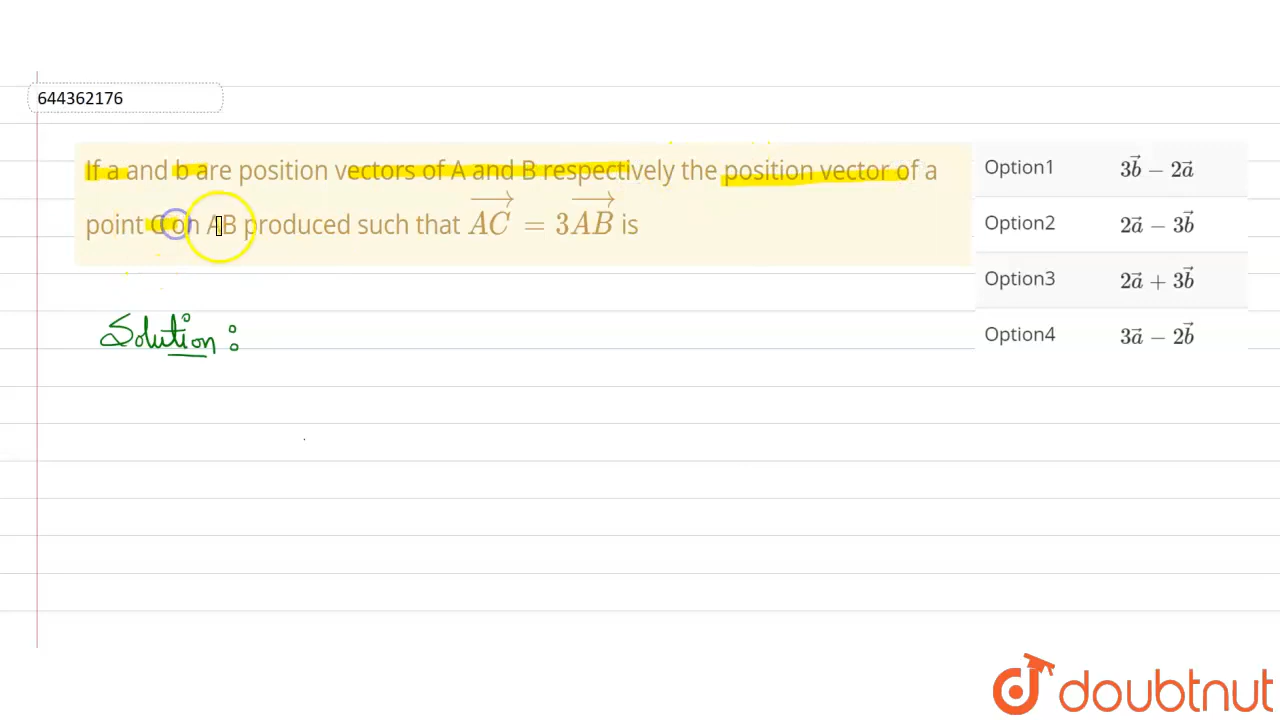 644362176
If a and b are position vectors of A and B respectively the position vector of a
point C on AB produced such that $\overrightarrow{AC} = 3\overrightarrow{AB}$ is
Option1 $3\vec{b} - 2\vec{a}$
Option2 $2\vec{a} - 3\vec{b}$
Option3 $2\vec{a} + 3\vec{b}$
Option4 $3\vec{a} - 2\vec{b}$
Solution:
doubtnut